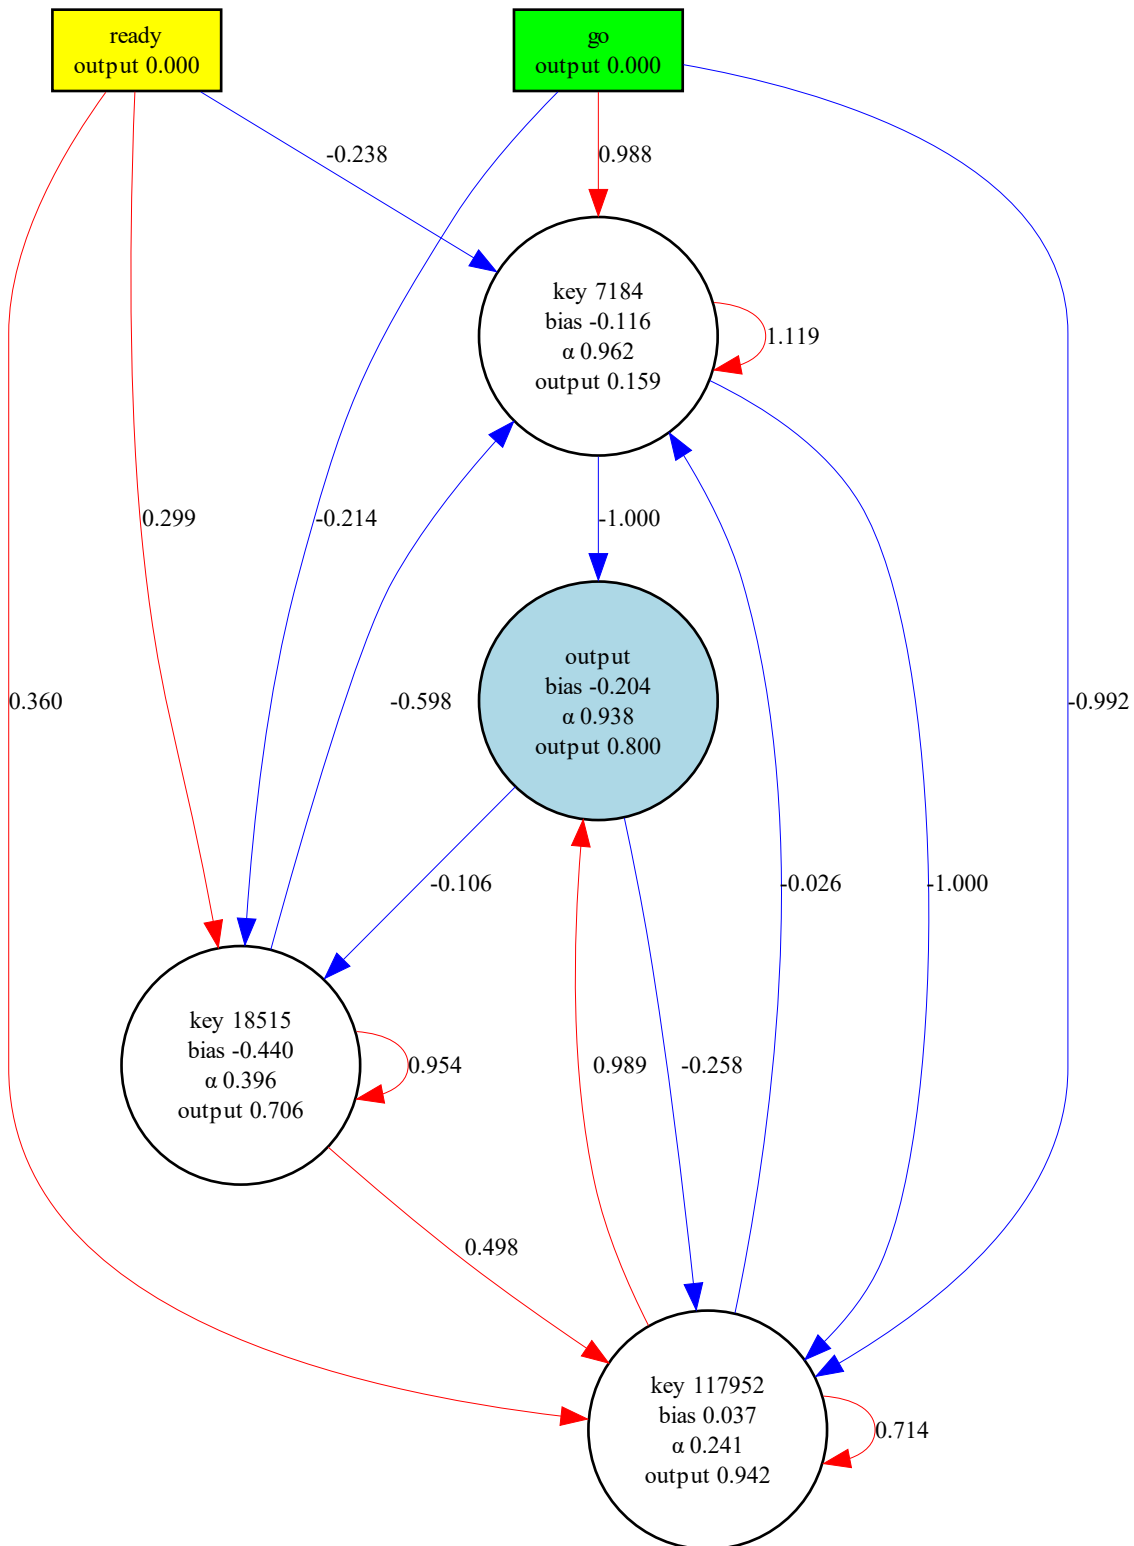 ready
output 0.000
go
output 0.000
-0.238
0.988
key 7184
bias -0.116
α 0.962
output 0.159
1.119
0.299
-0.214
-1.000
output
bias -0.204
α 0.938
output 0.800
0.360
-0.598
-0.992
-0.106
-0.026
-1.000
key 18515
bias -0.440
α 0.396
output 0.706
0.954
0.989
-0.258
0.498
key 117952
bias 0.037
α 0.241
output 0.942
0.714